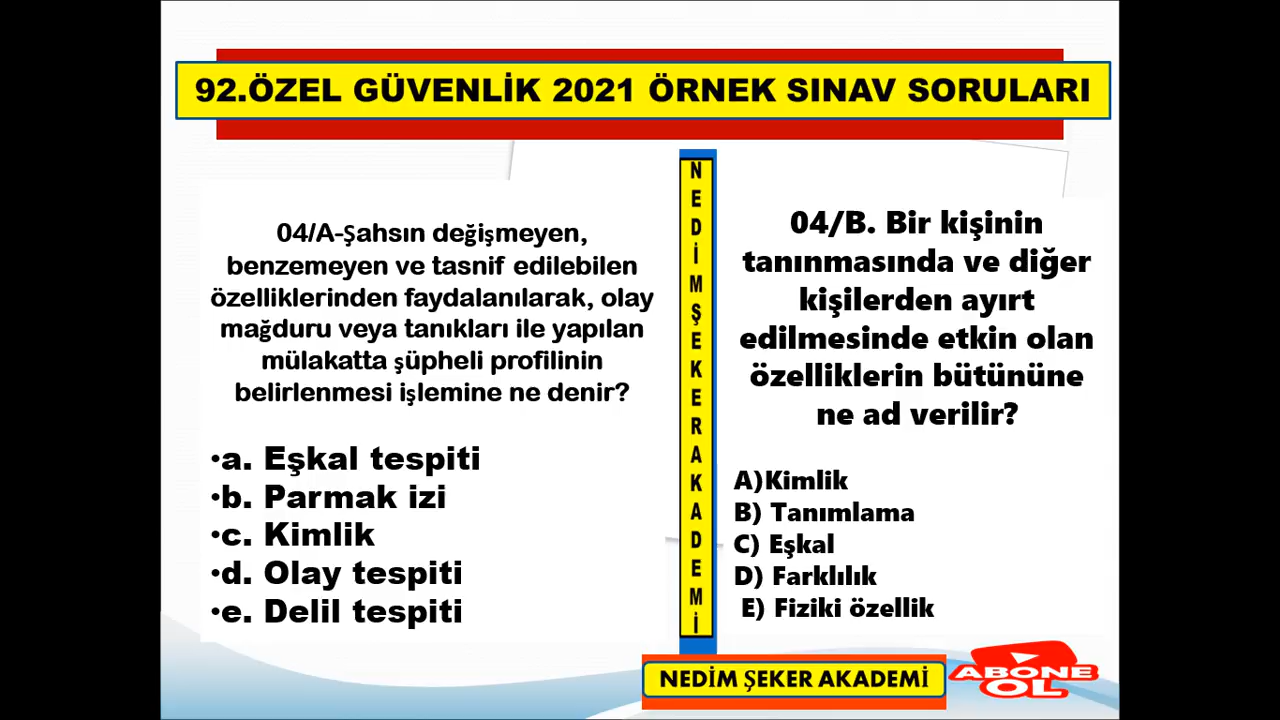 92.ÖZEL GÜVENLİK 2021 ÖRNEK SINAV SORULARI
04/A-Şahsın değişmeyen,
benzemeyen ve tasnif edilebilen
özelliklerinden faydalanılarak, olay
mağduru veya tanıkları ile yapılan
mülakatta şüpheli profilinin
belirlenmesi işlemine ne denir?
•a. Eşkal tespiti
•b. Parmak izi
•c. Kimlik
•d. Olay tespiti
•e. Delil tespiti
NEDİMŞEKERAKADEMİ
04/B. Bir kişinin
tanınmasında ve diğer
kişilerden ayırt
edilmesinde etkin olan
özelliklerin bütününe
ne ad verilir?
A)Kimlik
B) Tanımlama
C) Eşkal
D) Farklılık
E) Fiziki özellik
NEDİM ŞEKER AKADEMİ
ABONE
OL